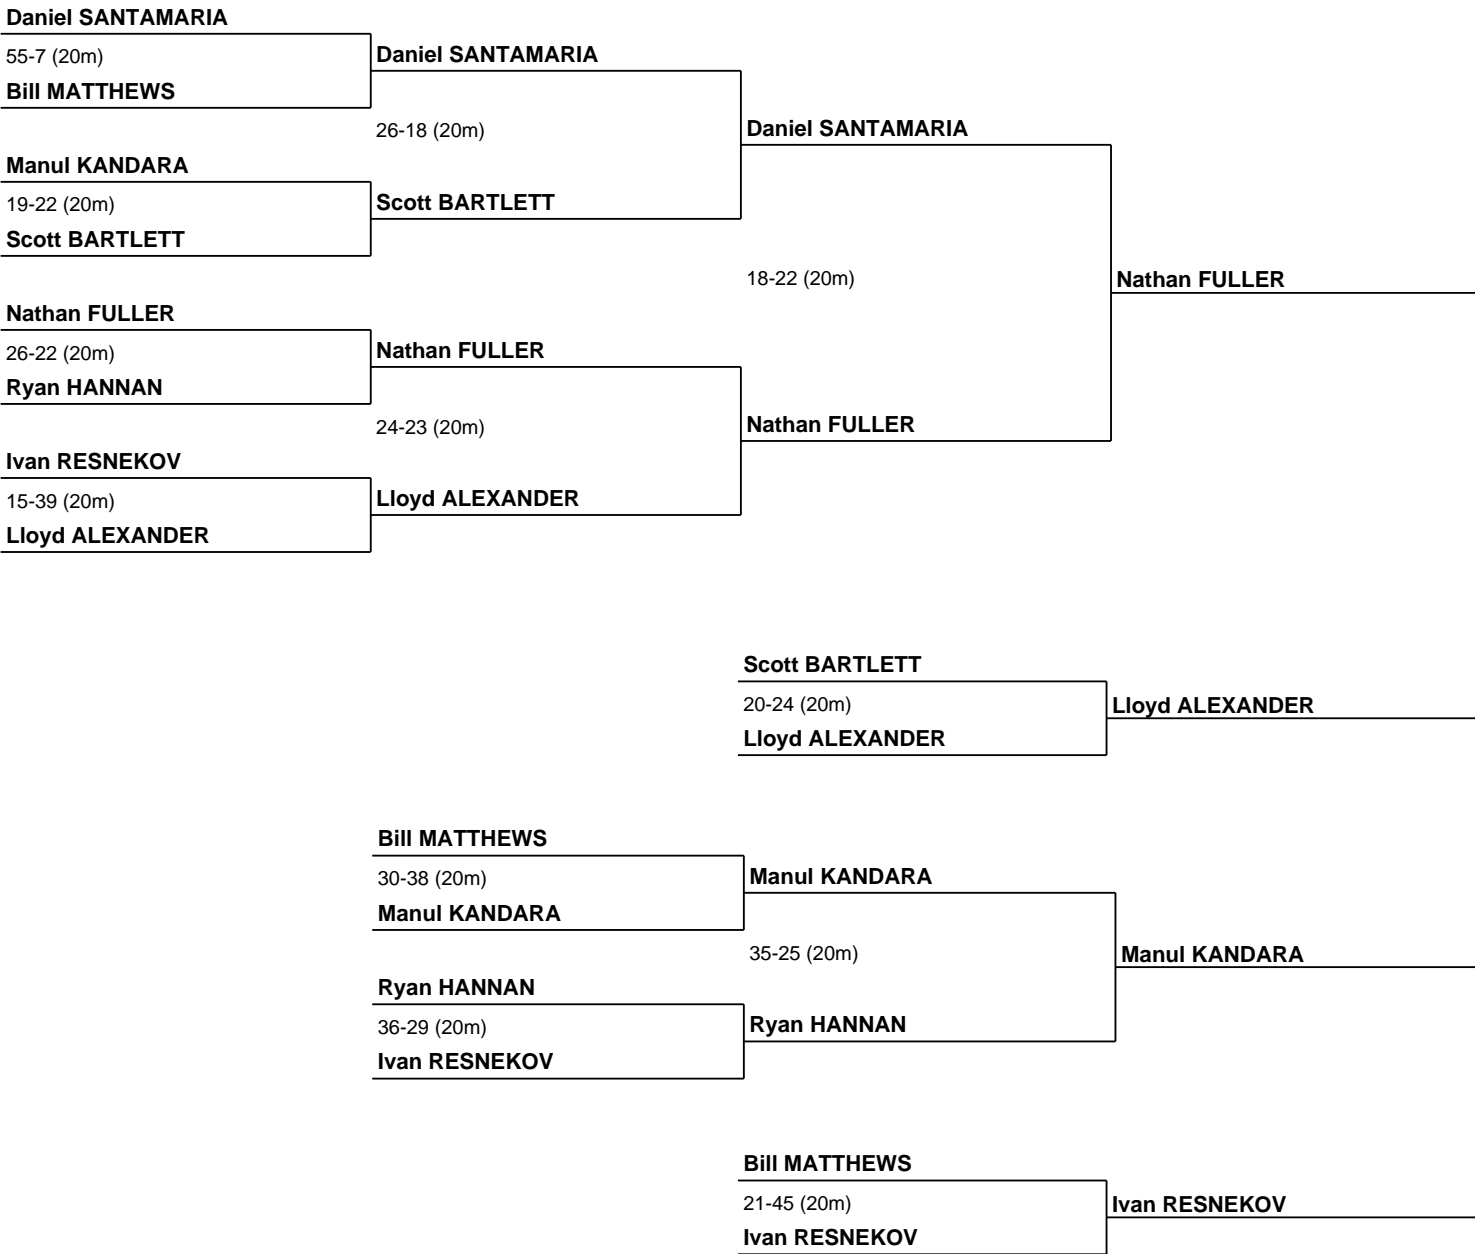 Daniel SANTAMARIA
55-7 (20m)
Daniel SANTAMARIA
Bill MATTHEWS
26-18 (20m)
Daniel SANTAMARIA
Manul KANDARA
19-22 (20m)
Scott BARTLETT
Scott BARTLETT
18-22 (20m)
Nathan FULLER
Nathan FULLER
26-22 (20m)
Nathan FULLER
Ryan HANNAN
24-23 (20m)
Nathan FULLER
Ivan RESNEKOV
15-39 (20m)
Lloyd ALEXANDER
Lloyd ALEXANDER
Scott BARTLETT
20-24 (20m)
Lloyd ALEXANDER
Lloyd ALEXANDER
Bill MATTHEWS
30-38 (20m)
Manul KANDARA
Manul KANDARA
35-25 (20m)
Manul KANDARA
Ryan HANNAN
36-29 (20m)
Ryan HANNAN
Ivan RESNEKOV
Bill MATTHEWS
21-45 (20m)
Ivan RESNEKOV
Ivan RESNEKOV